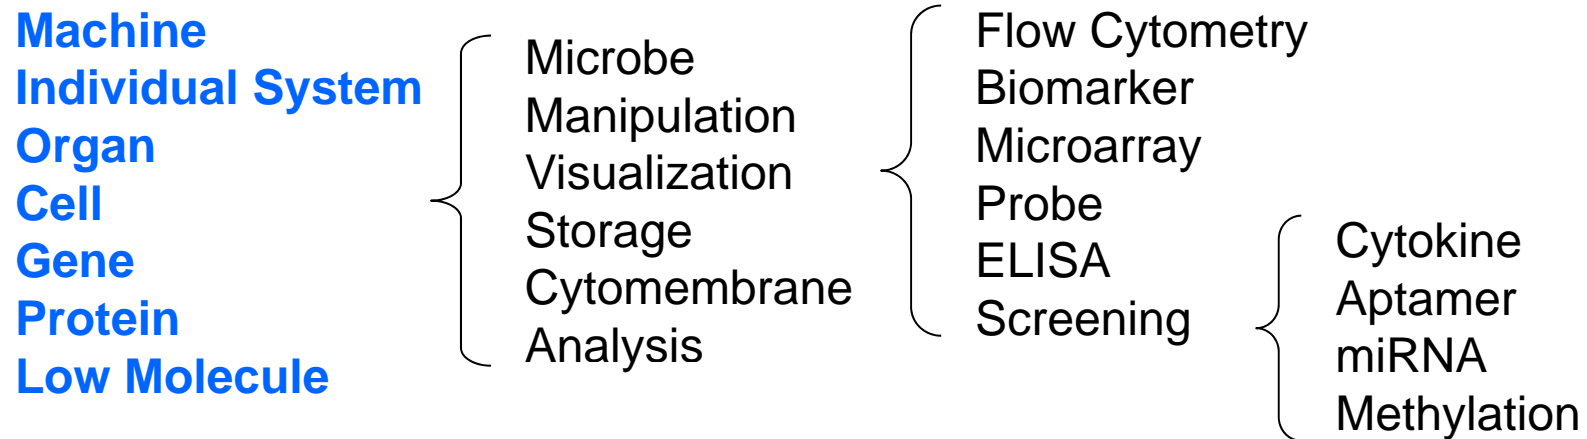 Machine
Individual System
Organ
Cell
Gene
Protein
Low Molecule
Microbe
Manipulation
Visualization
Storage
Cytomembrane
Analysis
Flow Cytometry
Biomarker
Microarray
Probe
ELISA
Screening
Cytokine
Aptamer
miRNA
Methylation